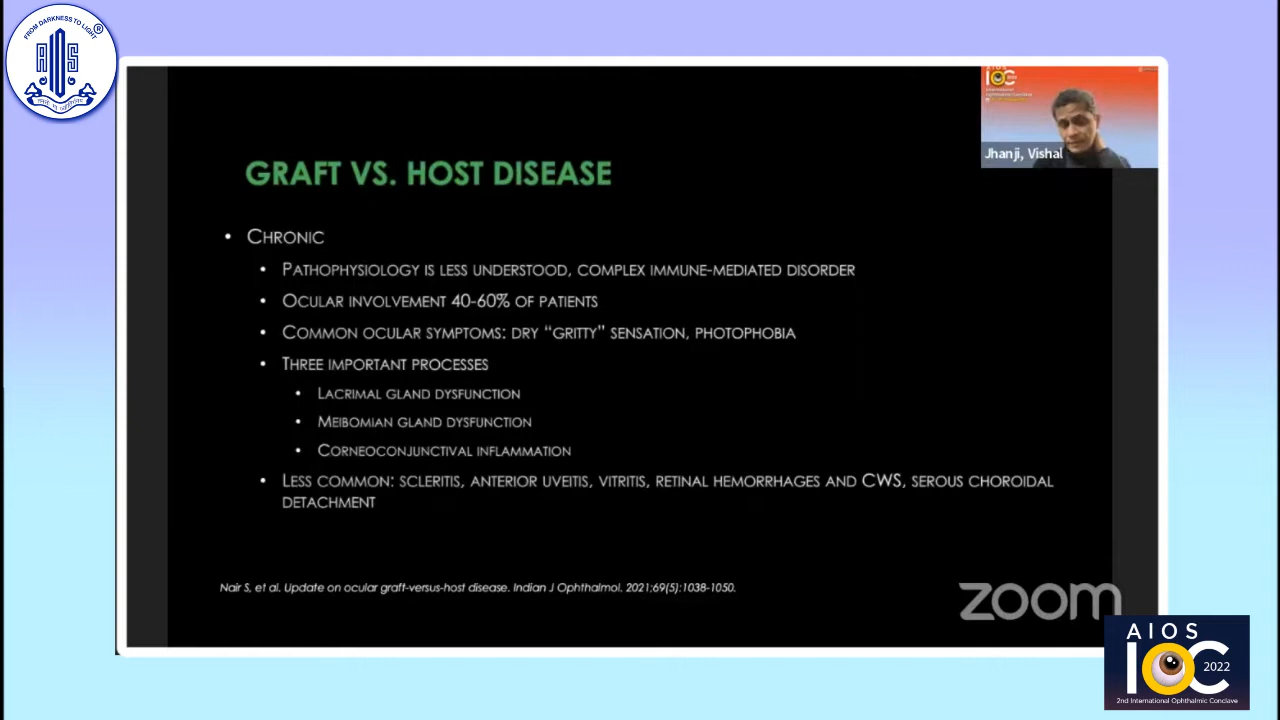 FROM DARKNESS TO LIGHT
®
AIOS
AIOS
IOC
Jhanji, Vishal
GRAFT VS. HOST DISEASE
• CHRONIC
• PATHOPHYSIOLOGY IS LESS UNDERSTOOD, COMPLEX IMMUNE-MEDIATED DISORDER
• OCULAR INVOLVEMENT 40-60% OF PATIENTS
• COMMON OCULAR SYMPTOMS: DRY “GRITTY” SENSATION, PHOTOPHOBIA
• THREE IMPORTANT PROCESSES
• LACRIMAL GLAND DYSFUNCTION
• MEIBOMIAN GLAND DYSFUNCTION
• CORNEOCONJUNCTIVAL INFLAMMATION
• LESS COMMON: SCLERITIS, ANTERIOR UVEITIS, VITRITIS, RETINAL HEMORRHAGES AND CWS, SEROUS CHOROIDAL
DETACHMENT
Nair S, et al. Update on ocular graft-versus-host disease. Indian J Ophthalmol. 2021;69(5):1038-1050.
zoom
AIOS
IOC
2022
2nd International Ophthalmic Conclave